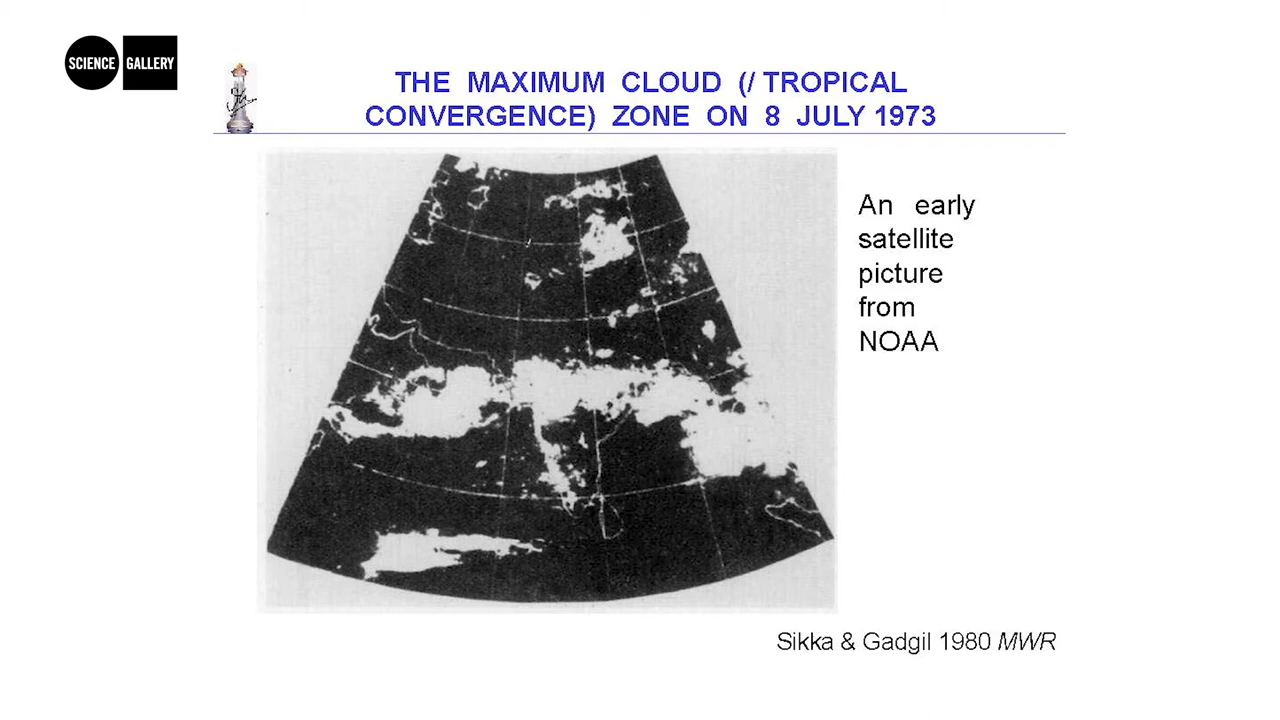 SCIENCE GALLERY
THE MAXIMUM CLOUD (/ TROPICAL
CONVERGENCE) ZONE ON 8 JULY 1973
An early
satellite
picture
from
NOAA
Sikka & Gadgil 1980 MWR